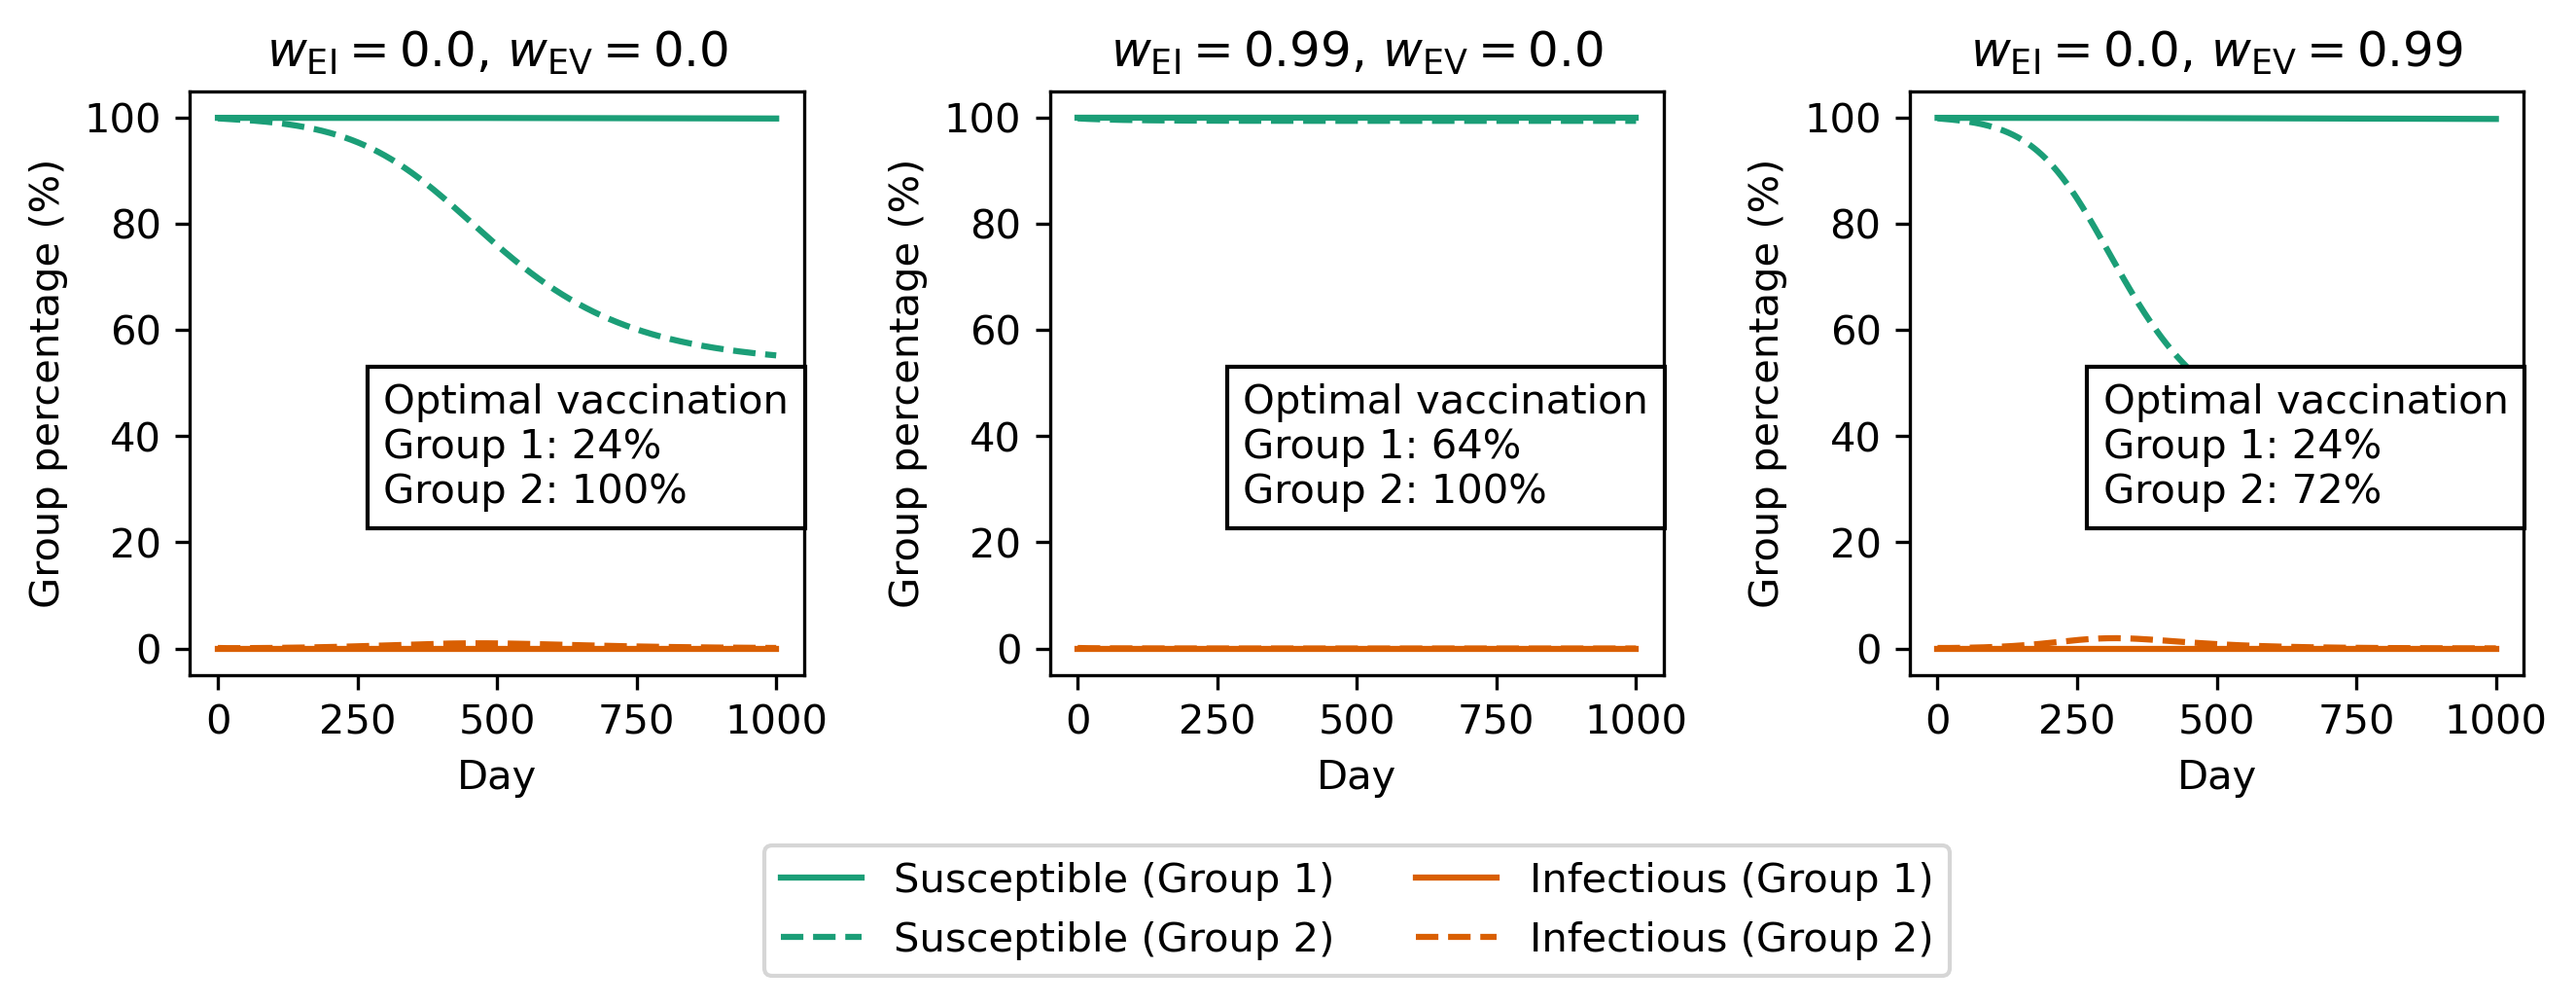 w_EI = 0.0, w_EV = 0.0
w_EI = 0.99, w_EV = 0.0
w_EI = 0.0, w_EV = 0.99
Group percentage (%)
100
80
60
40
20
0
Optimal vaccination
Group 1: 24%
Group 2: 100%
0 250 500 750 1000
Day
Group percentage (%)
100
80
60
40
20
0
Optimal vaccination
Group 1: 64%
Group 2: 100%
0 250 500 750 1000
Day
Group percentage (%)
100
80
60
40
20
0
Optimal vaccination
Group 1: 24%
Group 2: 72%
0 250 500 750 1000
Day
Susceptible (Group 1)
Susceptible (Group 2)
Infectious (Group 1)
Infectious (Group 2)